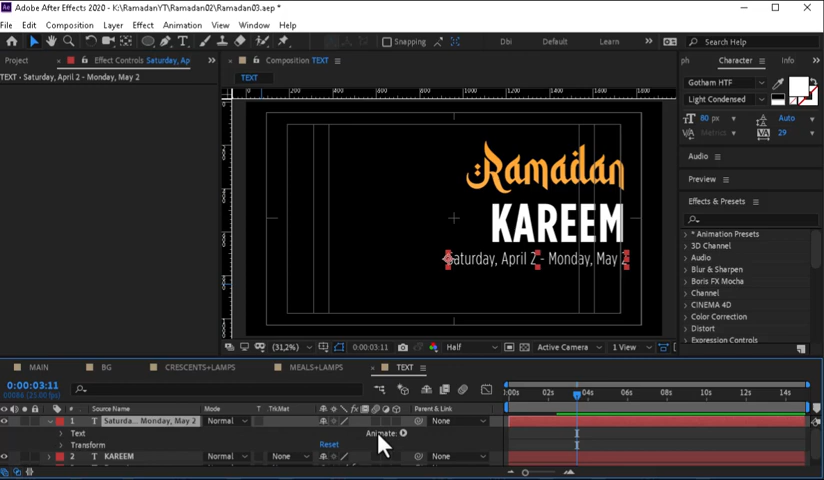 Adobe After Effects 2020 - K:\RamadanYT\Ramadan02\Ramadan03.aep *
File Edit Composition Layer Effect Animation View Window Help
Snapping Dbi Default Learn Search Help
Project Effect Controls Saturday, Ap Composition TEXT Character Info
TEXT - Saturday, April 2 - Monday, May 2
TEXT
Gotham HTF
Light Condensed
80 px Auto
Metrics 29
Audio
Preview
Effects & Presets
* Animation Presets
3D Channel
Audio
Blur & Sharpen
Boris FX Mocha
Channel
CINEMA 4D
Color Correction
Distort
Expression Controls
Ramadan
KAREEM
Saturday, April 2 - Monday, May 2
(31,2%) 0:00:03:11 Half Active Camera 1 View
MAIN BG CRESCENTS+LAMPS MEALS+LAMPS TEXT
0:00:03:11
00086 (25.00 fps)
:00s 02s 04s 06s 08s 10s 12s 14s
# Source Name Mode T TrkMat Parent & Link
1 T Saturda... Monday, May 2 Normal None
Text Animate:
Transform Reset
2 T KAREEM Normal None None